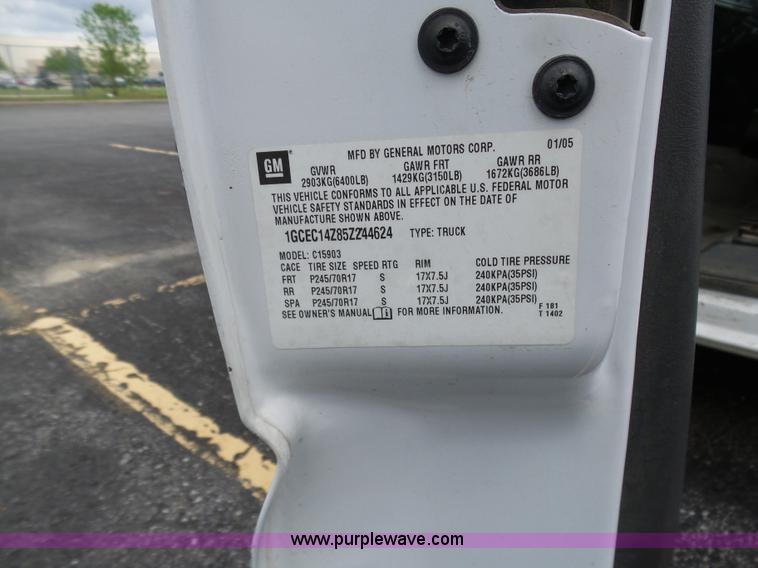 GM
MFD BY GENERAL MOTORS CORP. 01/05
GVWR GAWR FRT GAWR RR
2903KG(6400LB) 1429KG(3150LB) 1672KG(3686LB)
THIS VEHICLE CONFORMS TO ALL APPLICABLE U.S. FEDERAL MOTOR
VEHICLE SAFETY STANDARDS IN EFFECT ON THE DATE OF
MANUFACTURE SHOWN ABOVE.
1GCEC14Z85Z244624 TYPE: TRUCK
MODEL: C15903
CACE TIRE SIZE SPEED RTG RIM COLD TIRE PRESSURE
FRT P245/70R17 S 17X7.5J 240KPA(35PSI)
RR P245/70R17 S 17X7.5J 240KPA(35PSI)
SPA P245/70R17 S 17X7.5J 240KPA(35PSI)
SEE OWNER'S MANUAL FOR MORE INFORMATION. F 181
T 1402
www.purplewave.com